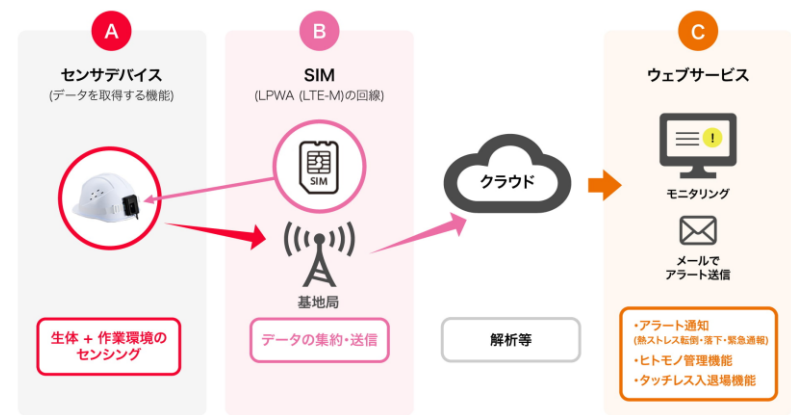 A
センサデバイス
(データを取得する機能)
生体 + 作業環境の
センシング
B
SIM
(LPWA (LTE-M)の回線)
SIM
基地局
データの集約・送信
クラウド
解析等
C
ウェブサービス
!
モニタリング
メールで
アラート送信
・アラート通知
(熱ストレス転倒・落下・緊急通報)
・ヒトモノ管理機能
・タッチレス入退場機能